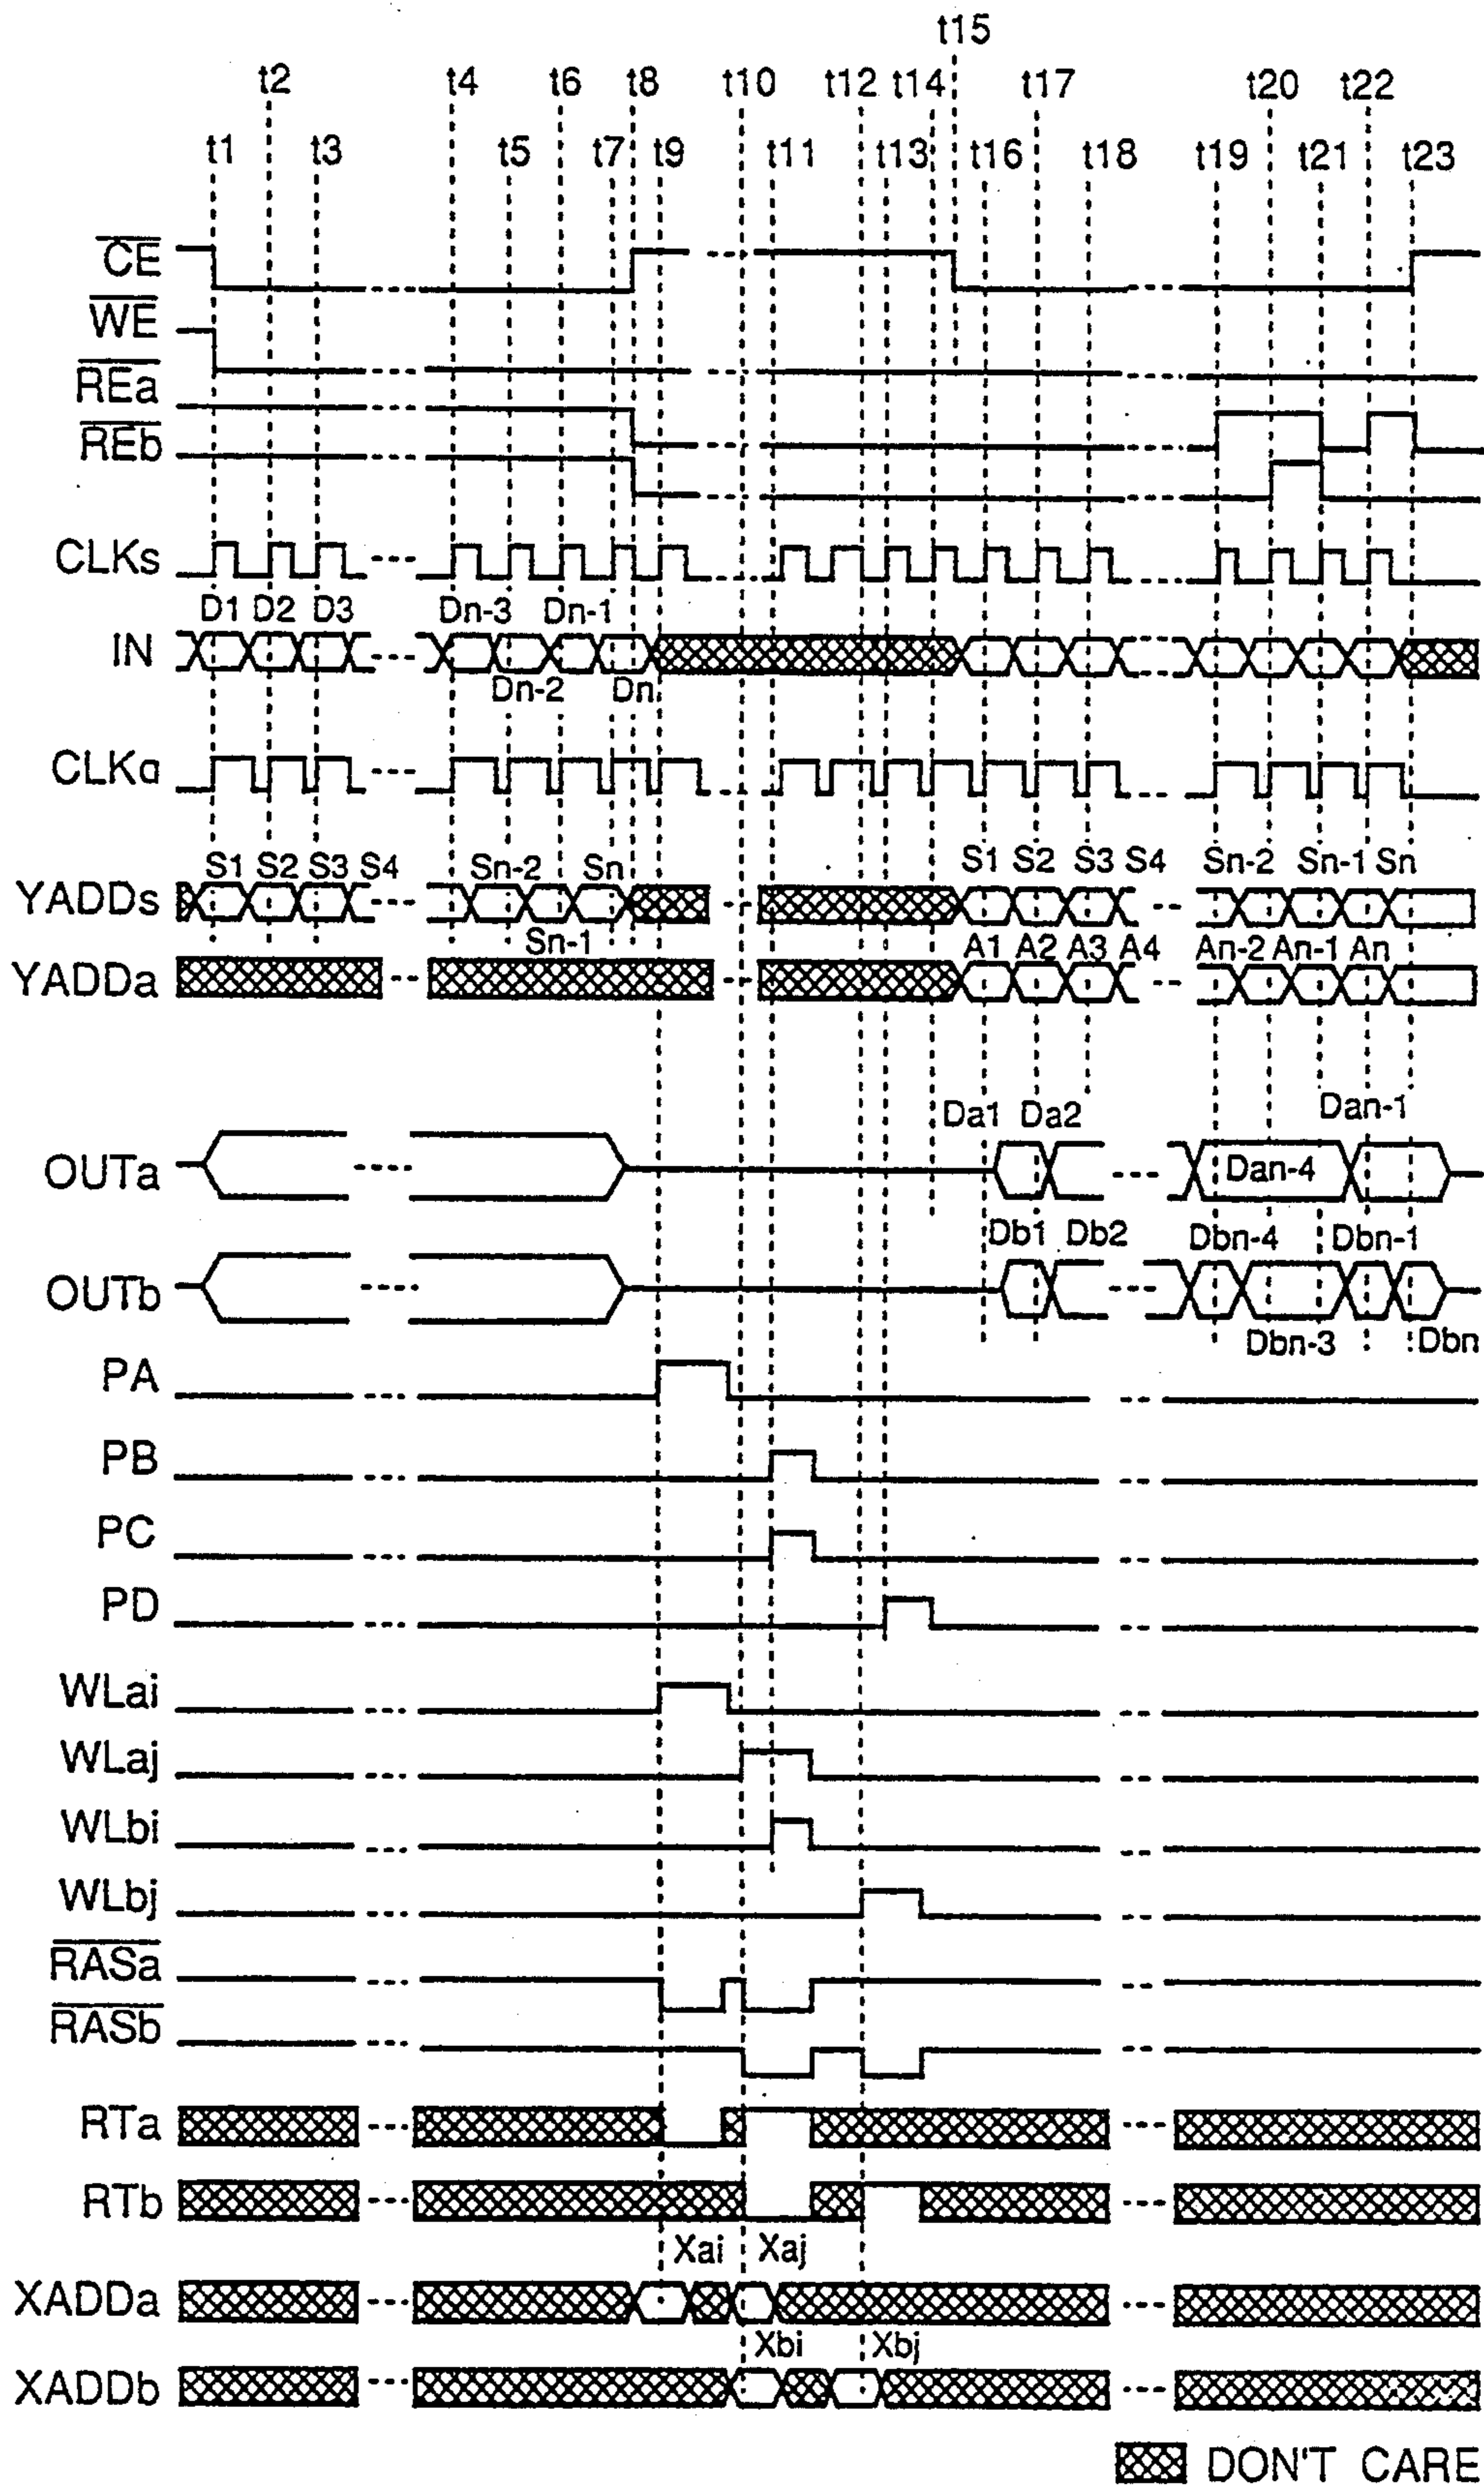 t15
t2 t4 t6 t8 t10 t12 t14 t17 t20 t22
t1 t3 t5 t7 t9 t11 t13 t16 t18 t19 t21 t23
CE
WE
REa
REb
CLKs
D1 D2 D3 Dn-3 Dn-1
IN
Dn-2 Dn
CLKa
S1 S2 S3 S4 Sn-2 Sn S1 S2 S3 S4 Sn-2 Sn-1 Sn
YADDs
Sn-1 A1 A2 A3 A4 An-2 An-1 An
YADDa
Da1 Da2 Dan-1
OUTa Dan-4
Db1 Db2 Dbn-4 Dbn-1
OUTb
Dbn-3 Dbn
PA
PB
PC
PD
WLai
WLaj
WLbi
WLbj
RASa
RASb
RTa
RTb
Xai Xaj
XADDa
Xbi Xbj
XADDb
DON'T CARE